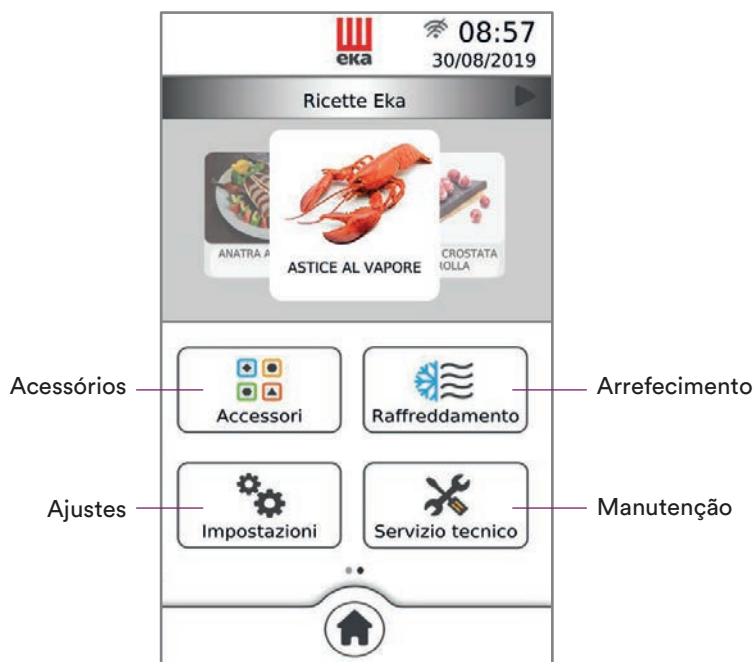 eka
08:57
30/08/2019
Ricette Eka
ANATRA A
ASTICE AL VAPORE
CROSTATA
ROLLA
Acessórios
Accessori
Raffreddamento
Arrefecimento
Ajustes
Impostazioni
Servizio tecnico
Manutenção